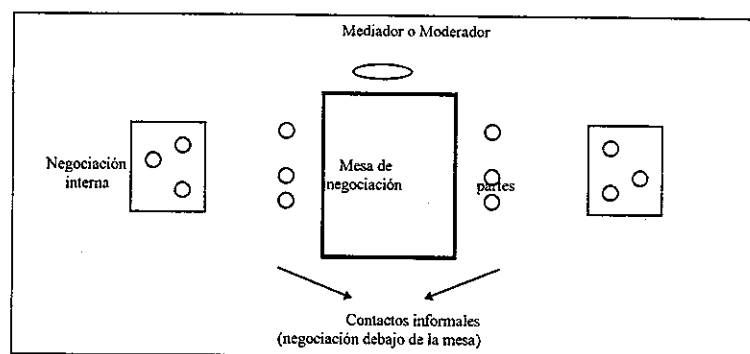 Mediador o Moderador
Negociación
interna
Mesa de
negociación
partes
Contactos informales
(negociación debajo de la mesa)